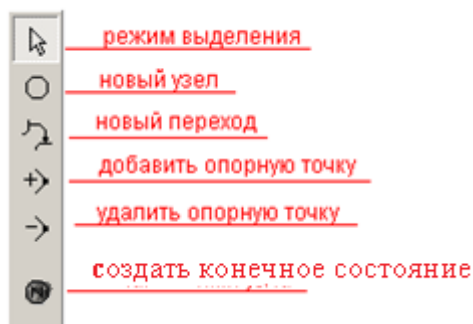 режим выделения
новый узел
новый переход
добавить опорную точку
удалить опорную точку
создать конечное состояние